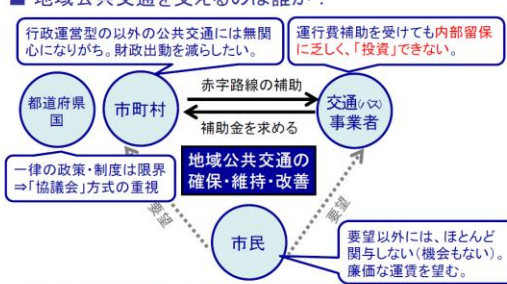 ■ 地域公共交通を支えるのは誰か?
行政運営型の以外の公共交通には無関
心になりがち。財政出動を減らしたい。
運行費補助を受けても内部留保
に乏しく、「投資」できない。
都道府県
国
市町村
赤字路線の補助
補助金を求める
交通(バス)
事業者
一律の政策・制度は限界
⇒「協議会」方式の重視
地域公共交通の
確保・維持・改善
要望
要望
市民
要望以外には、ほとんど
関与しない(機会もない)。
廉価な運賃を望む。